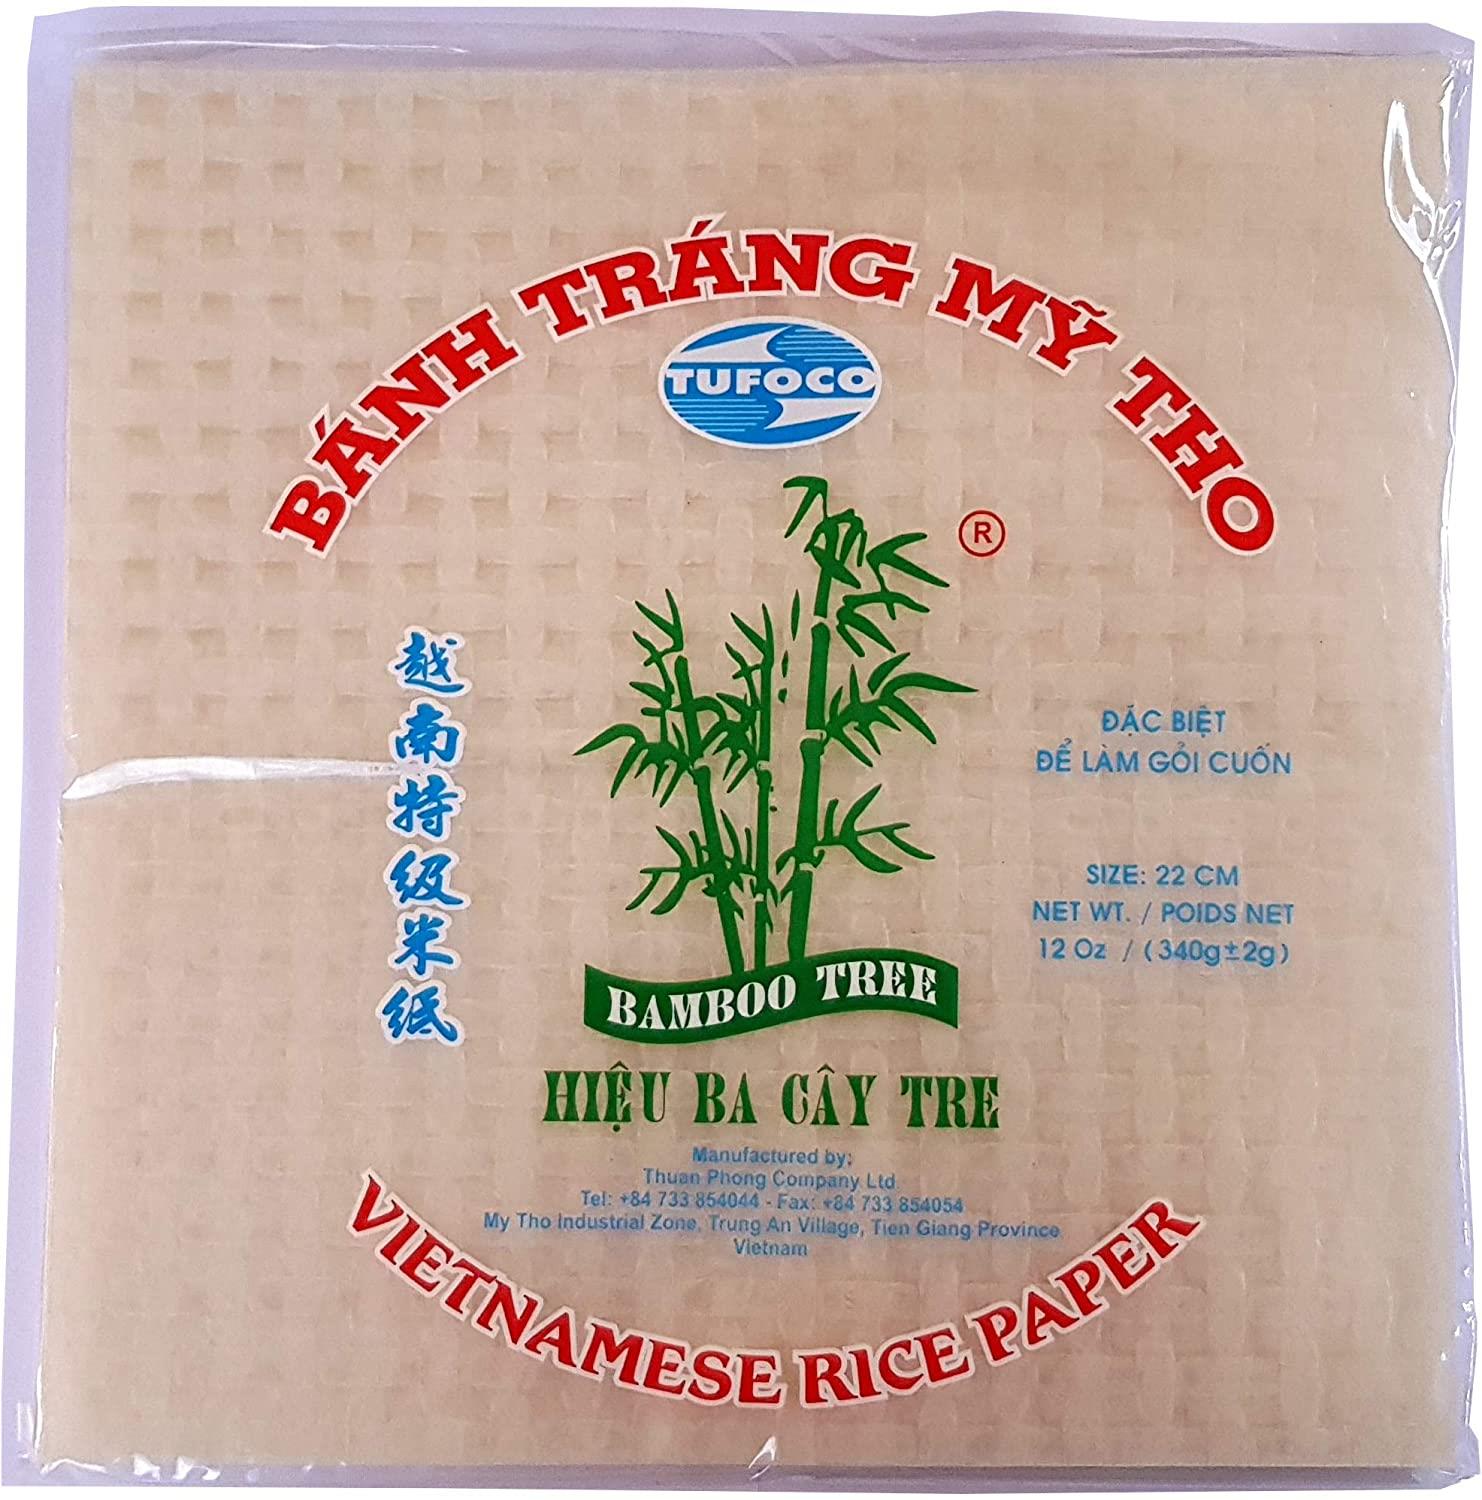 BÁNH TRÁNG MỸ THO
TUFOCO
®
越南特级米纸
ĐẶC BIỆT
ĐỂ LÀM GỎI CUỐN
SIZE: 22 CM
NET WT. / POIDS NET
12 Oz / (340g±2g)
BAMBOO TREE
HIỆU BA CÂY TRE
Manufactured by:
Thuan Phong Company Ltd.
Tel: +84 733 854044 - Fax: +84 733 854054
My Tho Industrial Zone, Trung An Village, Tien Giang Province
Vietnam
VIETNAMESE RICE PAPER